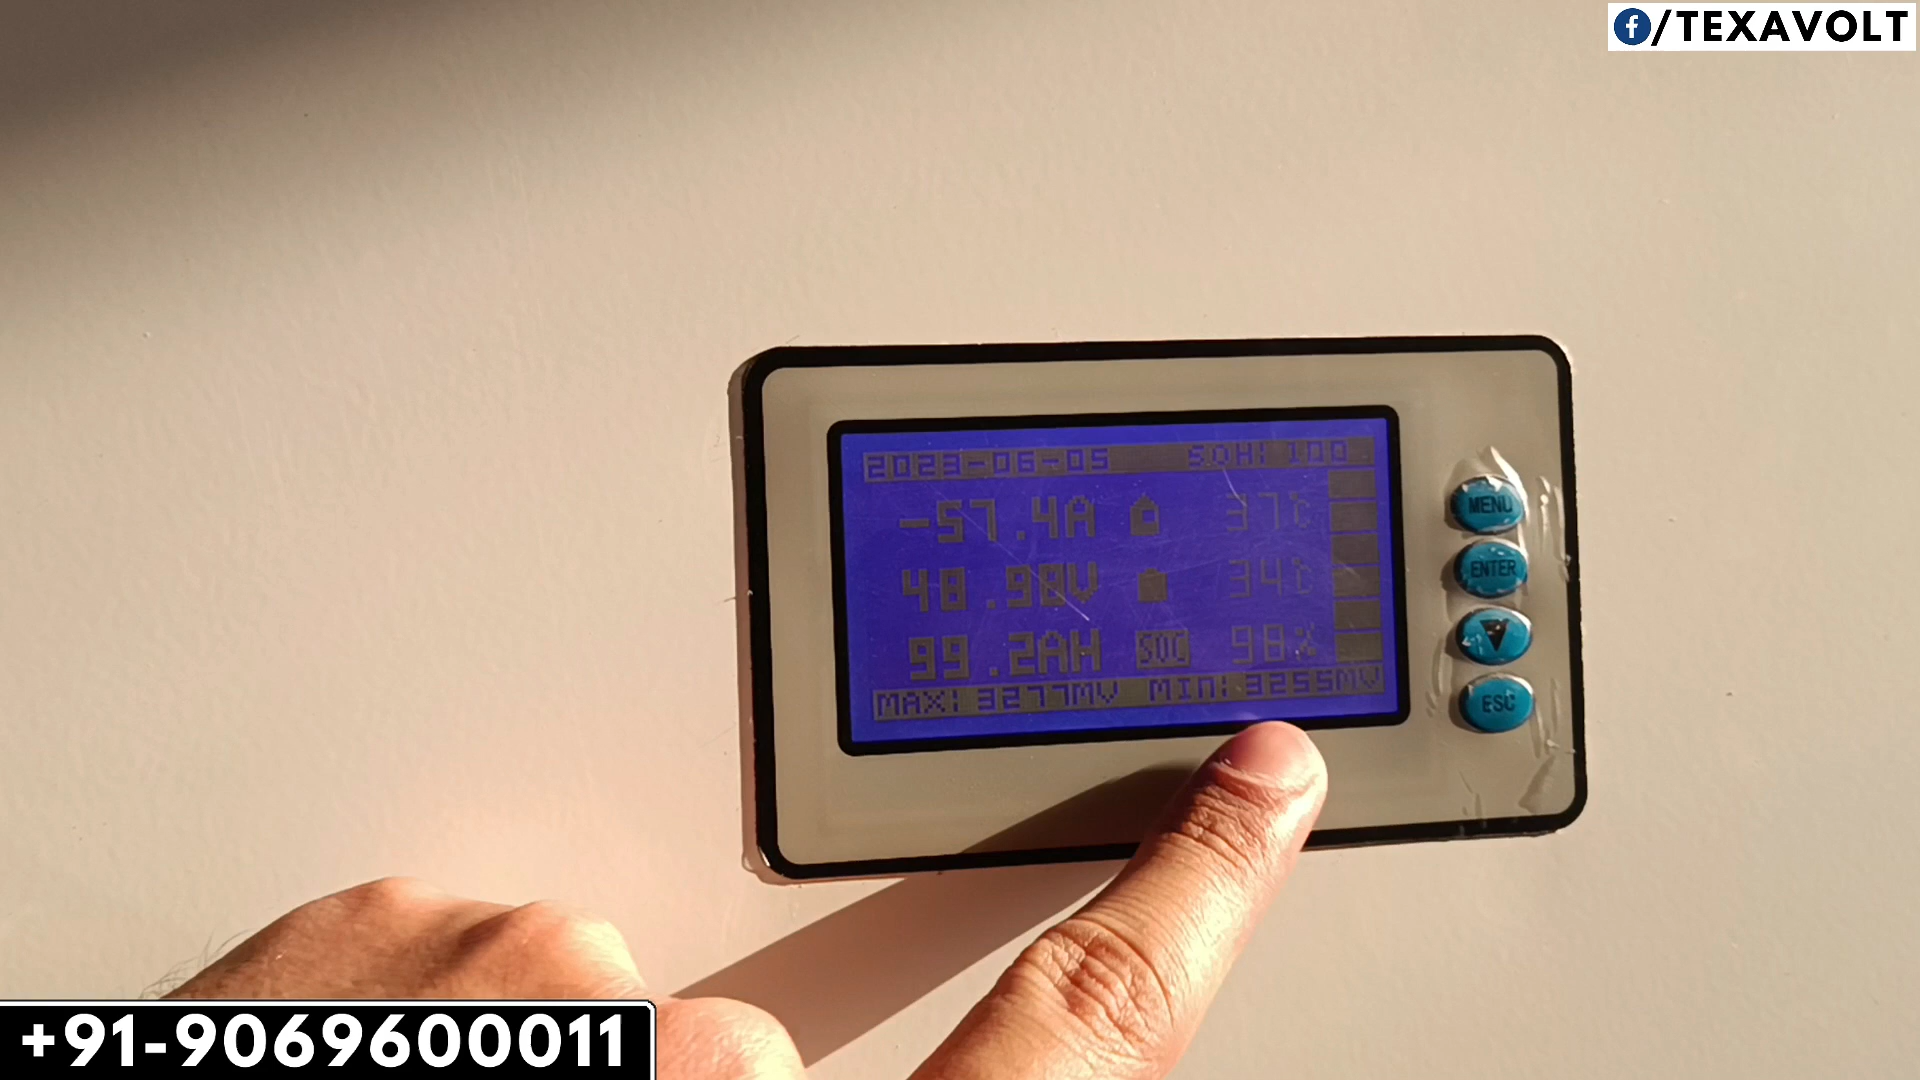 /TEXAVOLT
2023-06-05 SOH: 100
-57.4A 37℃
48.98V 34℃
99.2AH SOC 98%
MAX: 3277MV MIN: 3255MV
MENU
ENTER
ESC
+91-9069600011